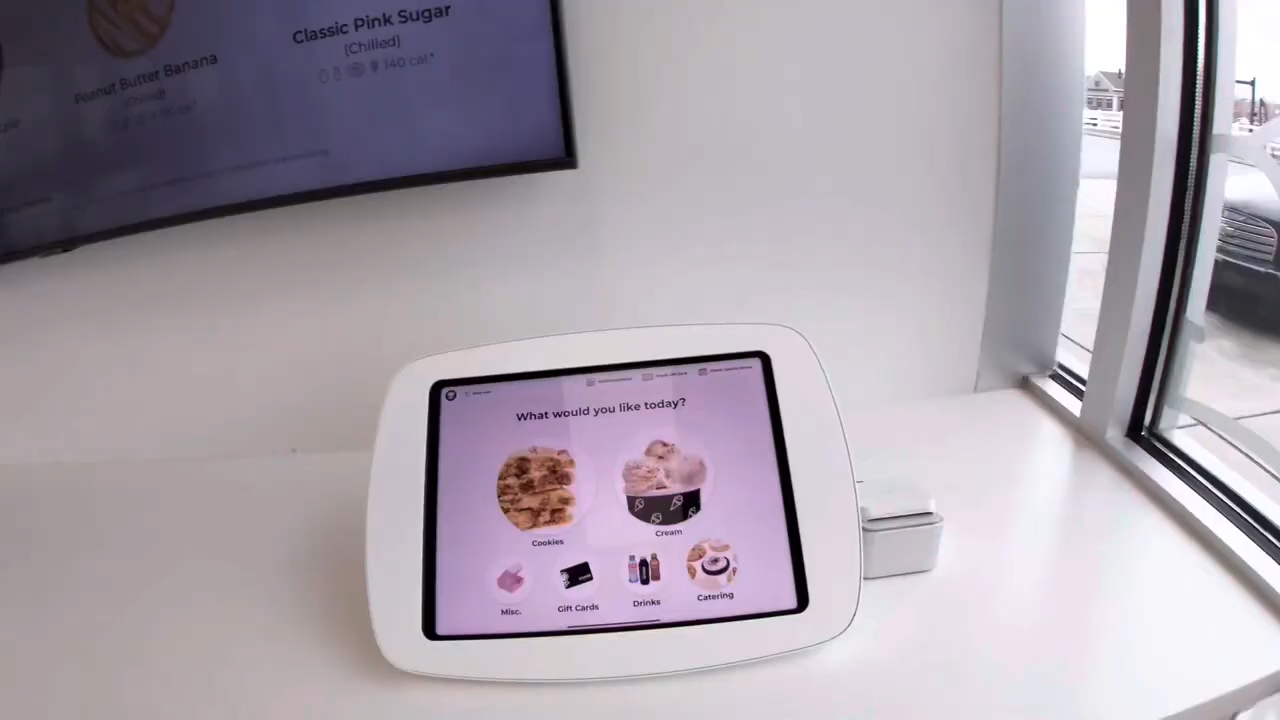 Classic Pink Sugar
(Chilled)
140 cal.*
Peanut Butter Banana
(Chilled)
What would you like today?
Cookies
Cream
Misc.
Gift Cards
Drinks
Catering